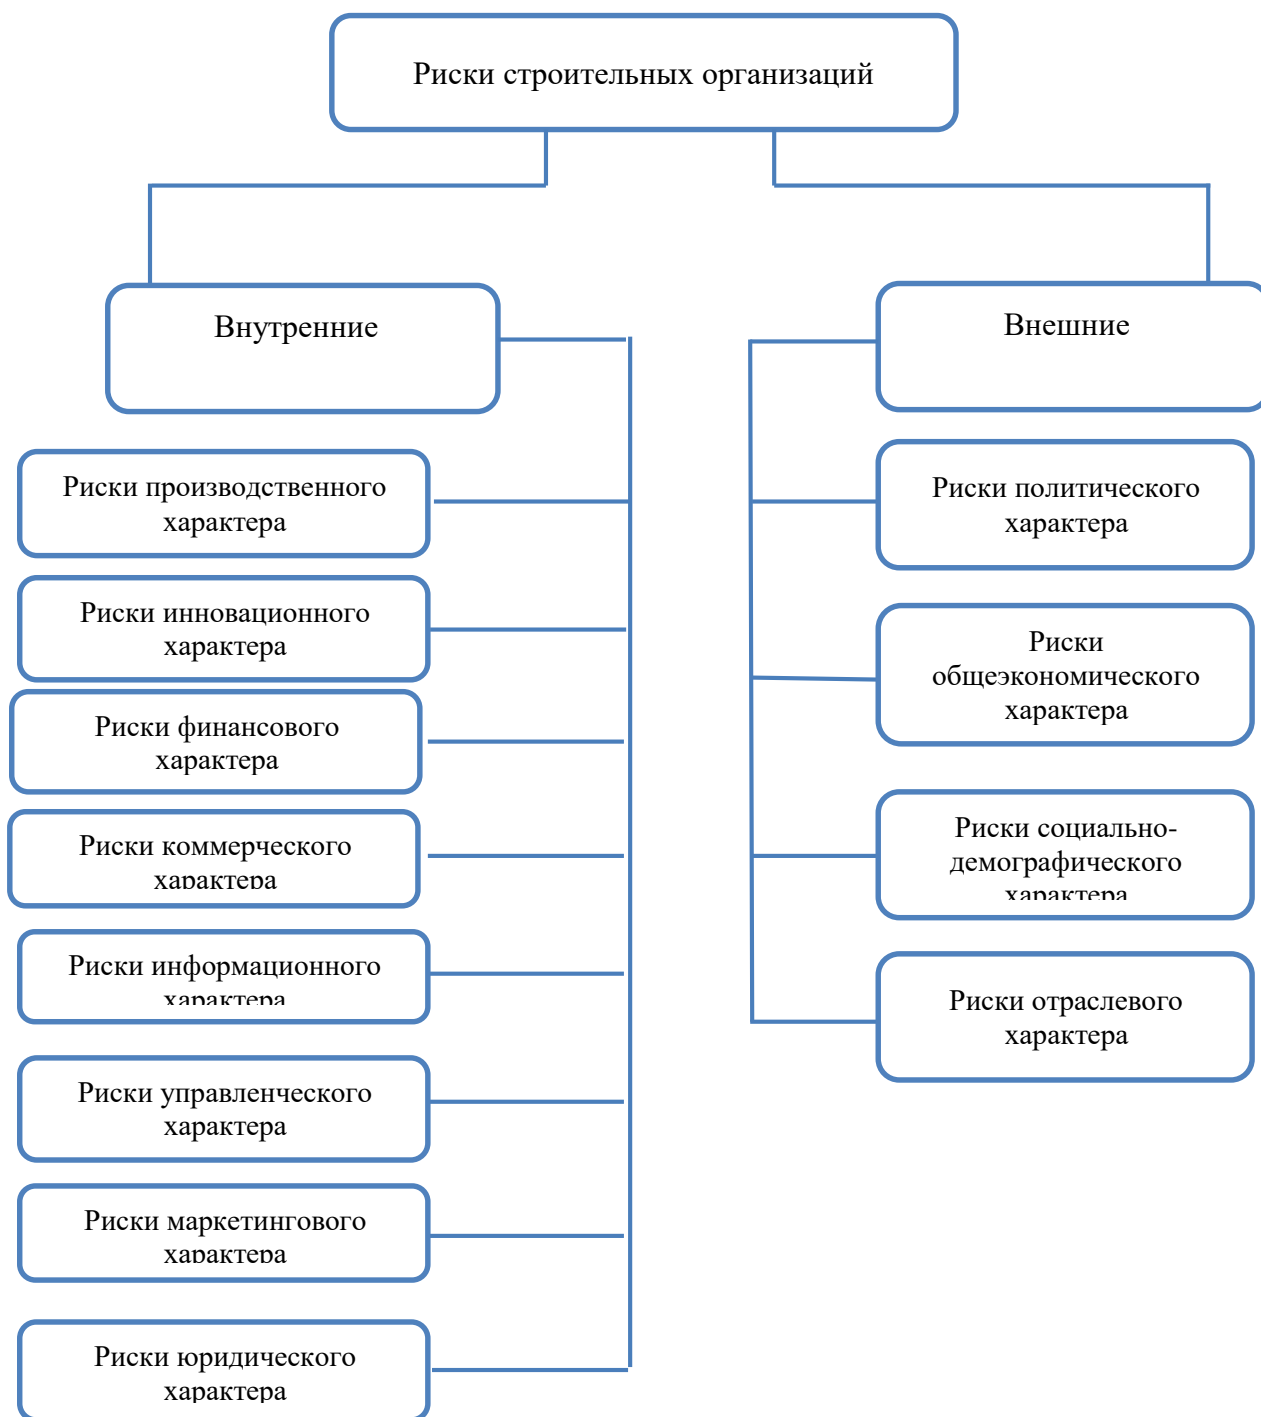 Риски строительных организаций
Внутренние
Риски производственного
характера
Риски инновационного
характера
Риски финансового
характера
Риски коммерческого
характера
Риски информационного
характера
Риски управленческого
характера
Риски маркетингового
характера
Риски юридического
характера
Внешние
Риски политического
характера
Риски
общеэкономического
характера
Риски социально-
демографического
характера
Риски отраслевого
характера